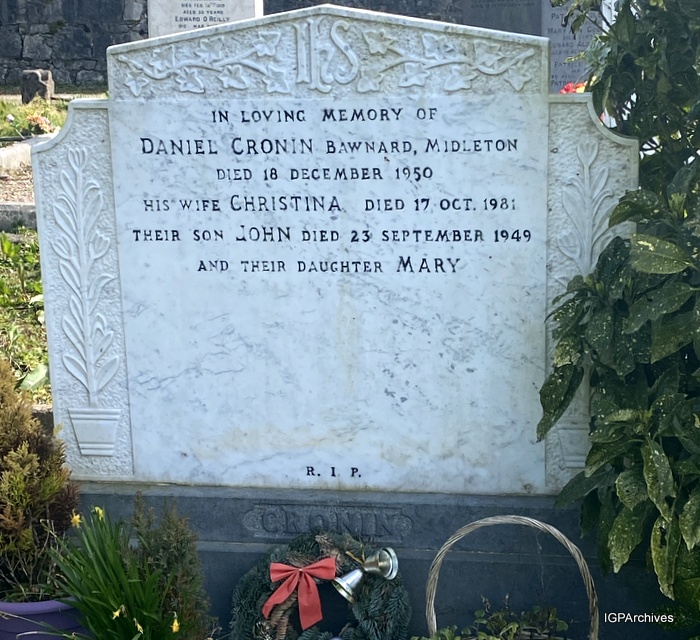 EDWARD O'REILLY
IHS
IN LOVING MEMORY OF
DANIEL CRONIN BAWNARD, MIDLETON
DIED 18 DECEMBER 1950
HIS WIFE CHRISTINA DIED 17 OCT. 1981
THEIR SON JOHN DIED 23 SEPTEMBER 1949
AND THEIR DAUGHTER MARY
R. I. P.
CRONIN
IGPArchives